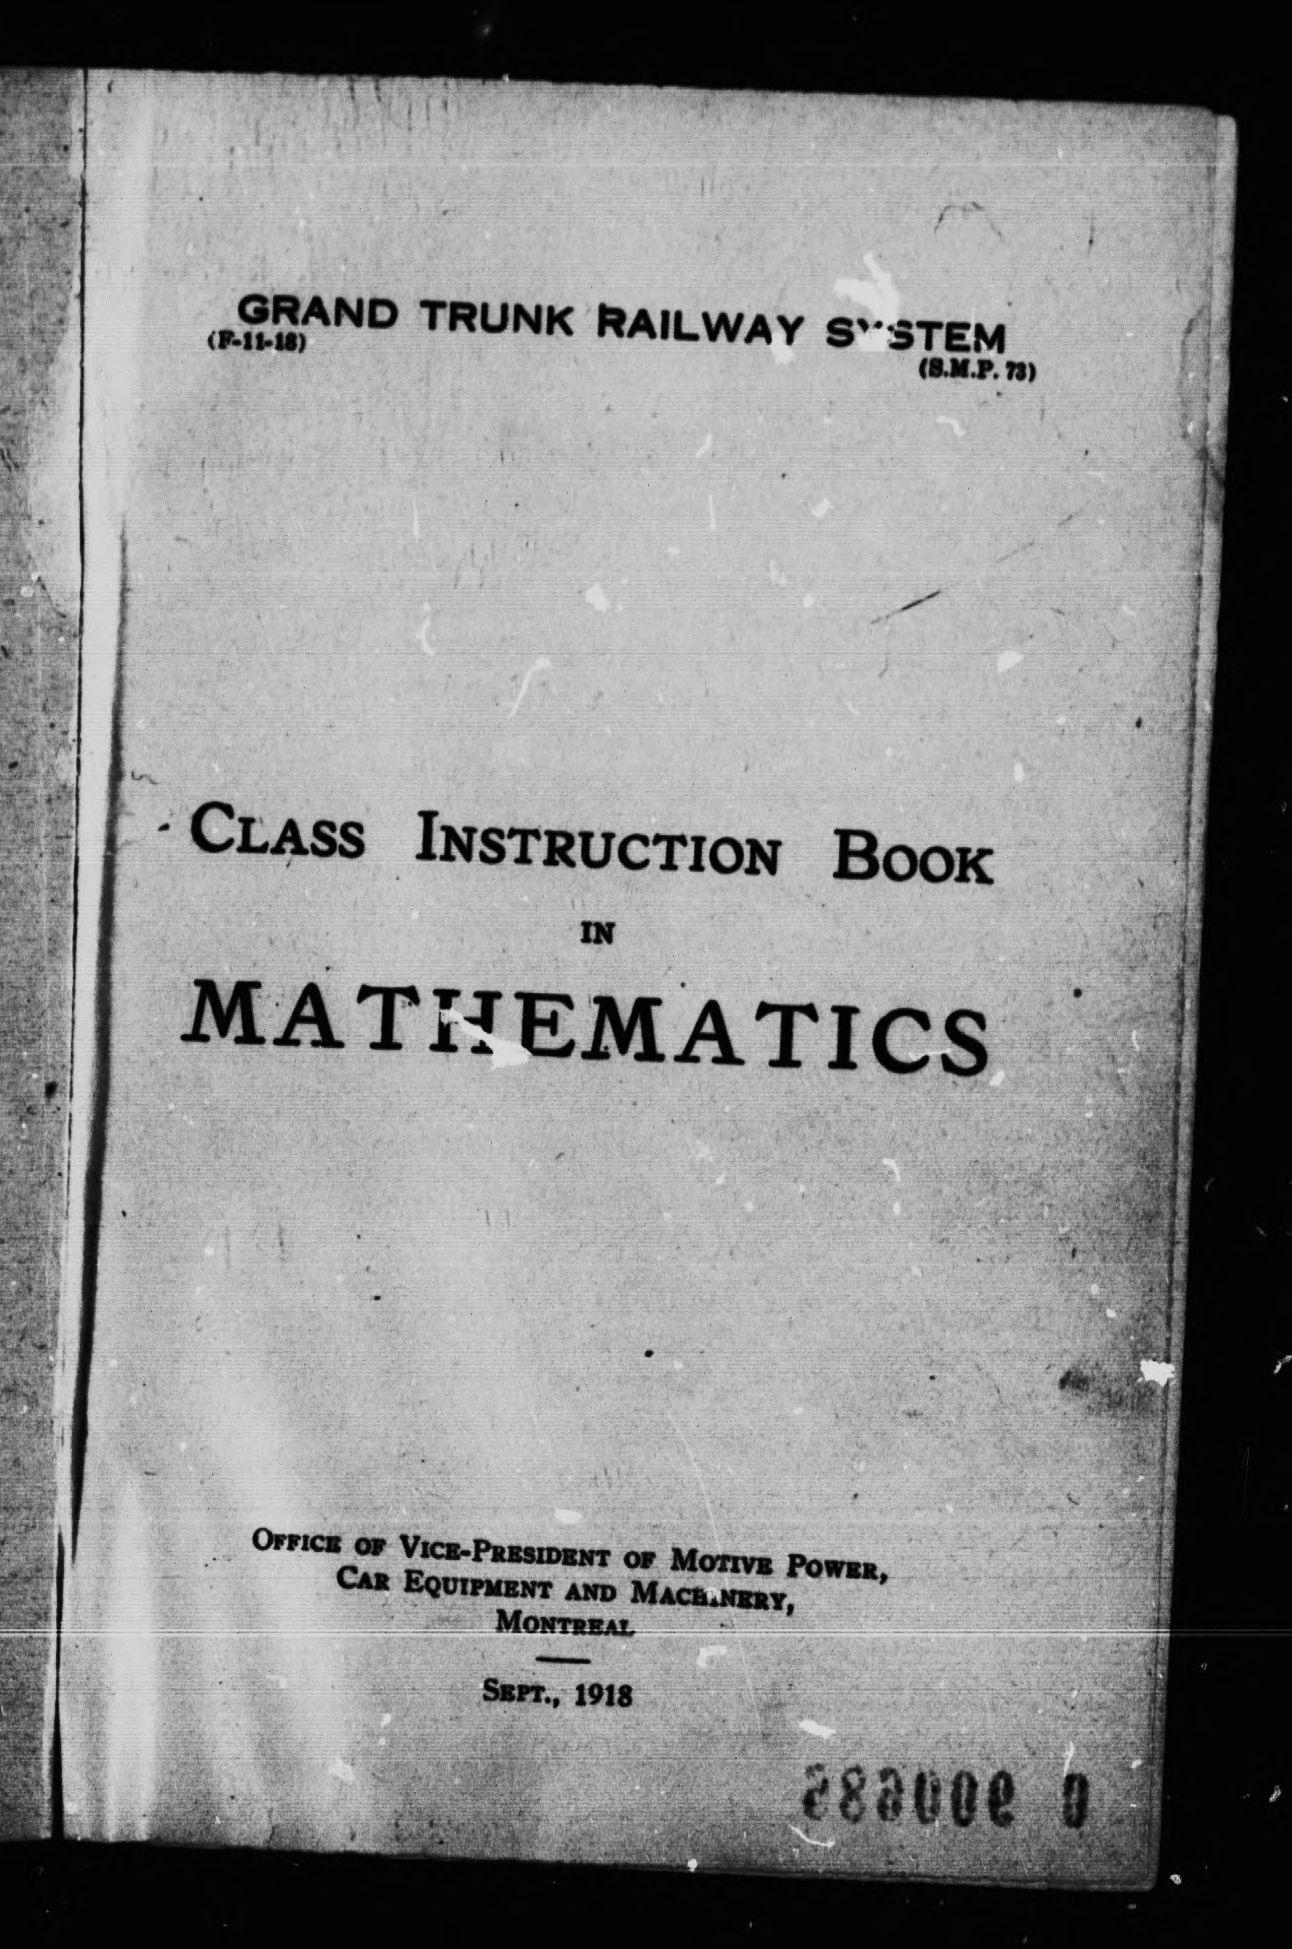 GRAND TRUNK RAILWAY SYSTEM
(F-11-18)
(S.M.P. 73)
CLASS INSTRUCTION BOOK
IN
MATHEMATICS
OFFICE OF VICE-PRESIDENT OF MOTIVE POWER,
CAR EQUIPMENT AND MACHINERY,
MONTREAL
SEPT., 1918